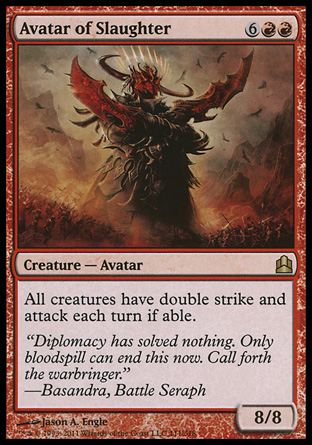 Avatar of Slaughter 6
Creature — Avatar
All creatures have double strike and
attack each turn if able.
“Diplomacy has solved nothing. Only
bloodspill can end this now. Call forth
the warbringer.”
—Basandra, Battle Seraph
Jason A. Engle
8/8